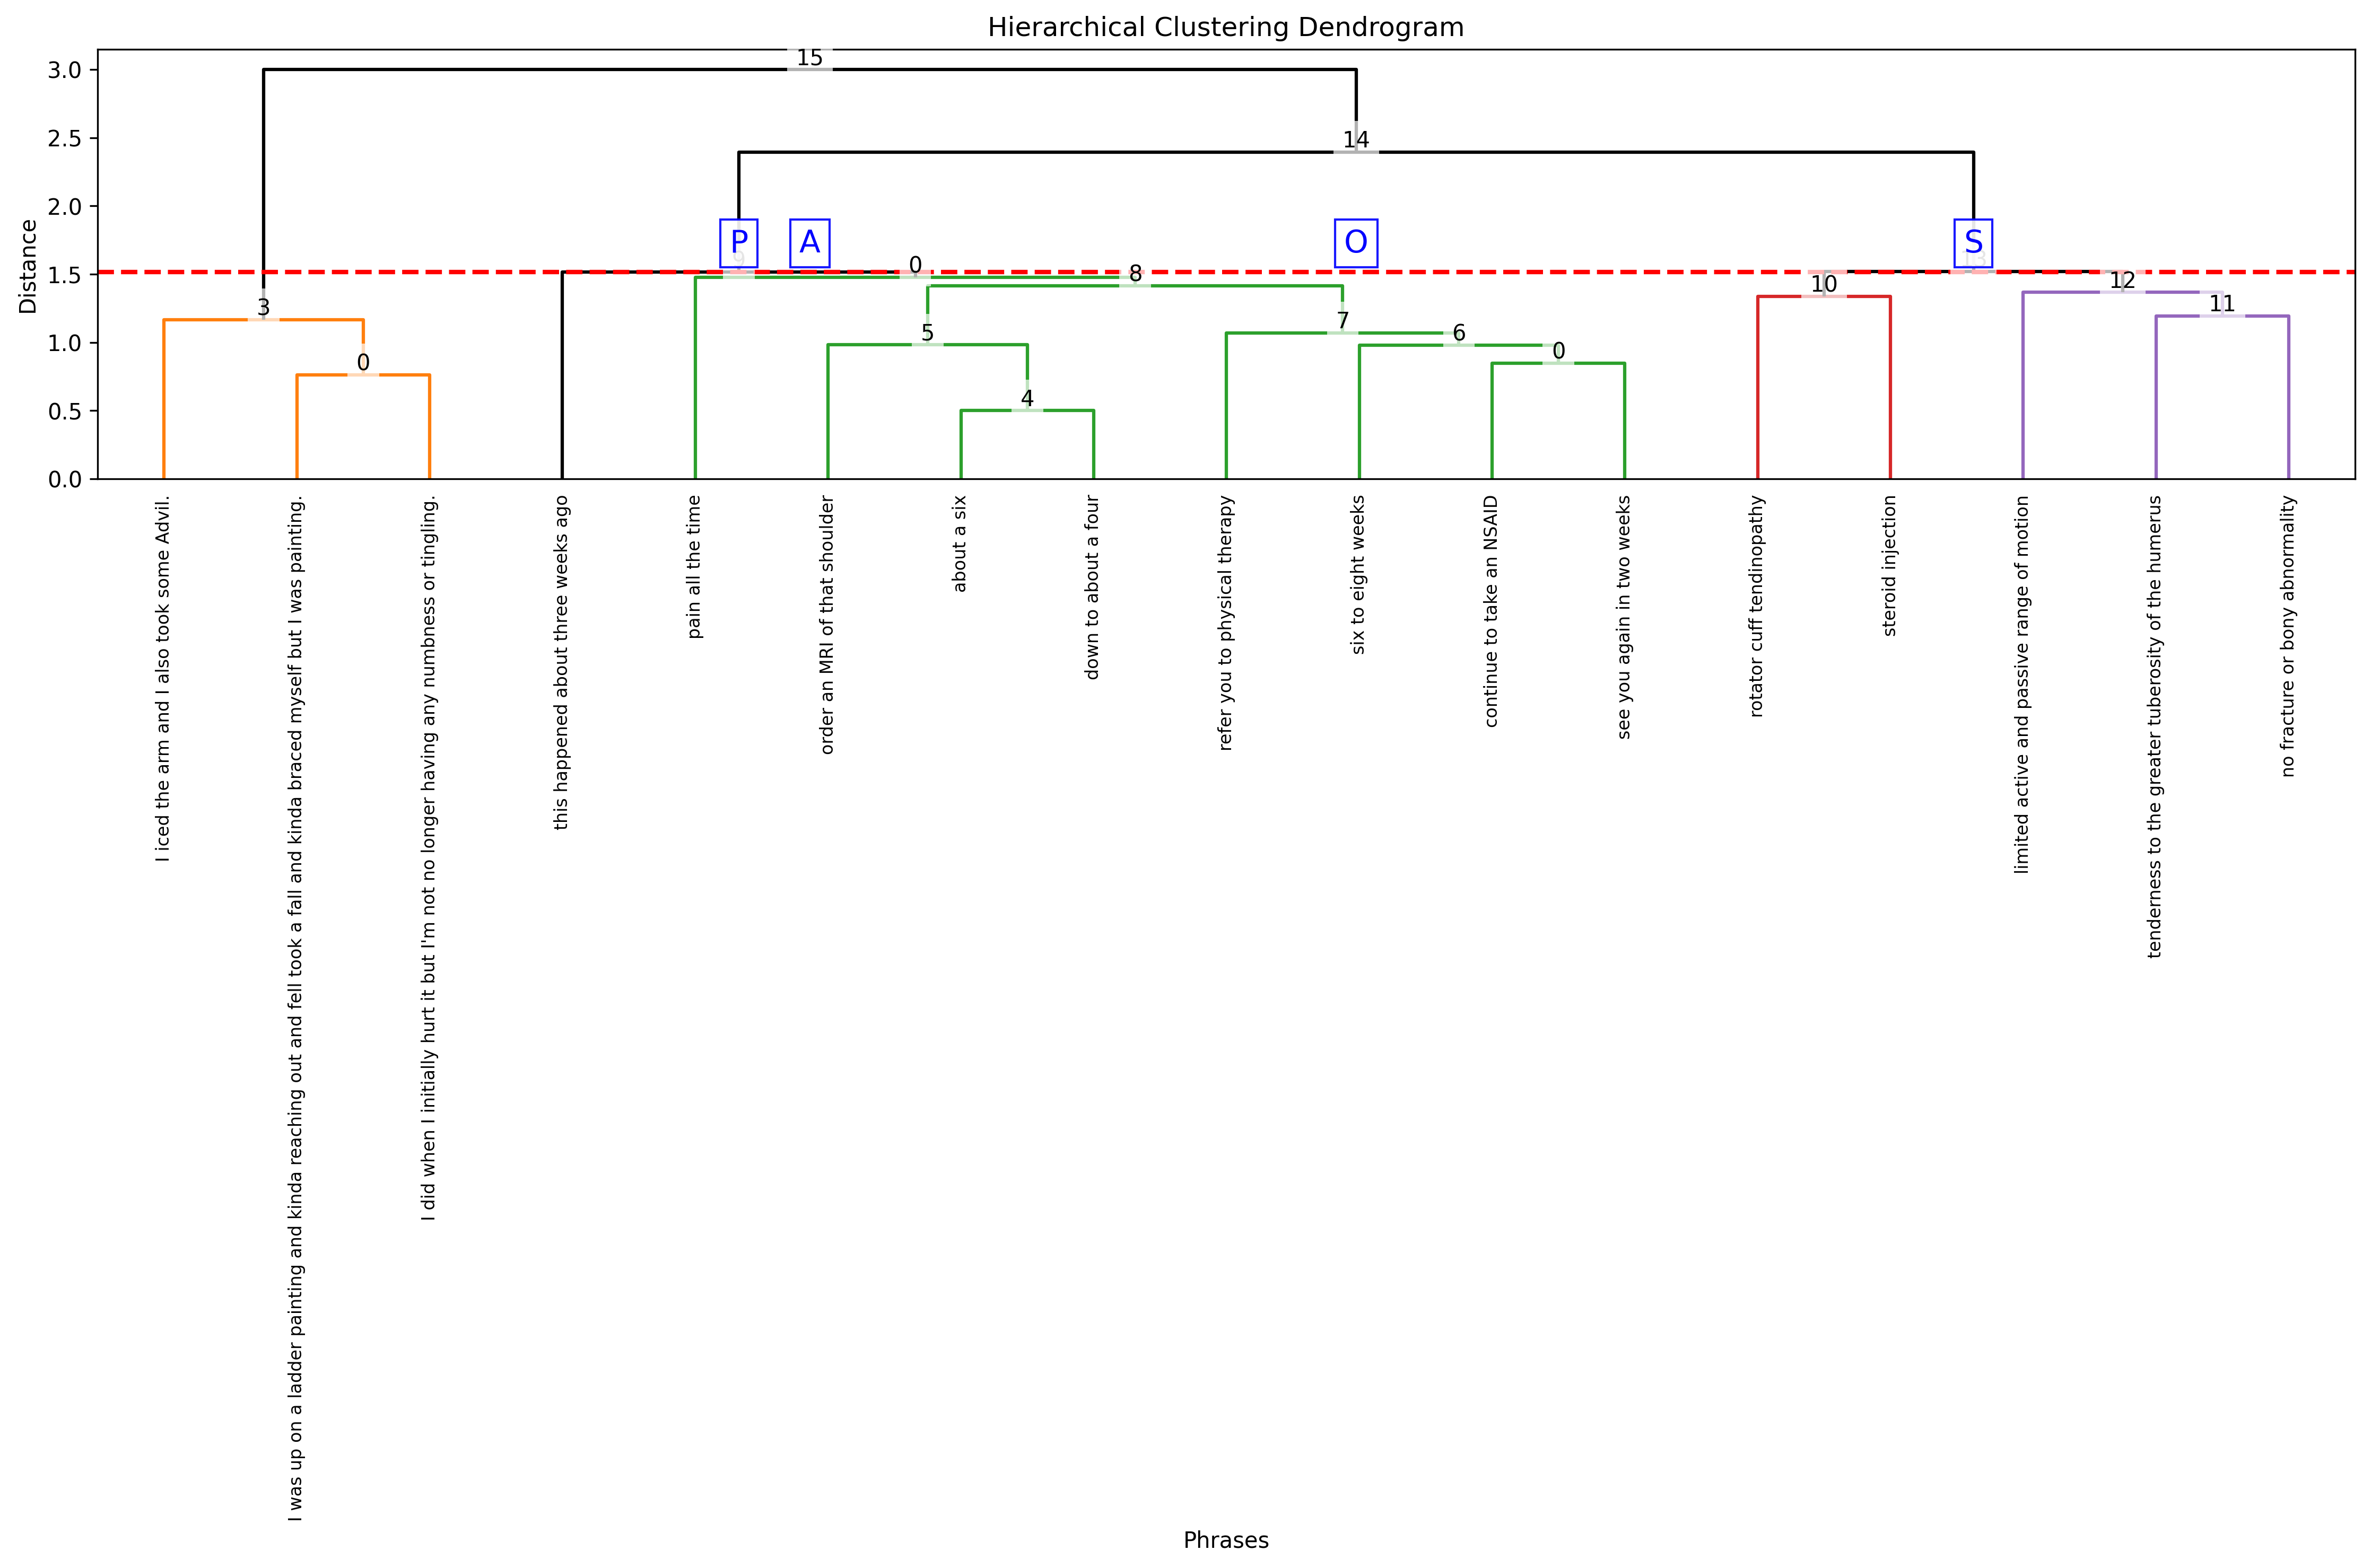 Hierarchical Clustering Dendrogram
15
3.0
2.5
14
2.0
Distance
P
A
O
S
9
13
1.5
0
8
12
10
3
11
7
6
5
1.0
0
0
4
0.5
0.0
I iced the arm and I also took some Advil.
I was up on a ladder painting and kinda reaching out and fell took a fall and kinda braced myself but I was painting.
I did when I initially hurt it but I'm not no longer having any numbness or tingling.
this happened about three weeks ago
pain all the time
order an MRI of that shoulder
about a six
down to about a four
refer you to physical therapy
six to eight weeks
continue to take an NSAID
see you again in two weeks
rotator cuff tendinopathy
steroid injection
limited active and passive range of motion
tenderness to the greater tuberosity of the humerus
no fracture or bony abnormality
Phrases